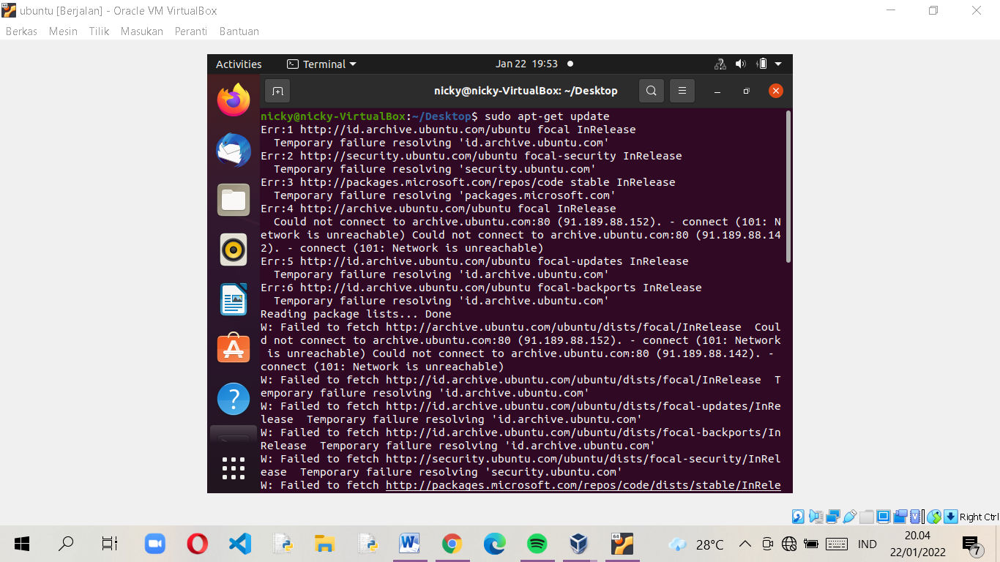 ubuntu [Berjalan] - Oracle VM VirtualBox
Berkas Mesin Tilik Masukan Peranti Bantuan
Activities Terminal Jan 22 19:53
nicky@nicky-VirtualBox: ~/Desktop
nicky@nicky-VirtualBox:~/Desktop$ sudo apt-get update
Err:1 http://id.archive.ubuntu.com/ubuntu focal InRelease
  Temporary failure resolving 'id.archive.ubuntu.com'
Err:2 http://security.ubuntu.com/ubuntu focal-security InRelease
  Temporary failure resolving 'security.ubuntu.com'
Err:3 http://packages.microsoft.com/repos/code stable InRelease
  Temporary failure resolving 'packages.microsoft.com'
Err:4 http://archive.ubuntu.com/ubuntu focal InRelease
  Could not connect to archive.ubuntu.com:80 (91.189.88.152). - connect (101: N
etwork is unreachable) Could not connect to archive.ubuntu.com:80 (91.189.88.14
2). - connect (101: Network is unreachable)
Err:5 http://id.archive.ubuntu.com/ubuntu focal-updates InRelease
  Temporary failure resolving 'id.archive.ubuntu.com'
Err:6 http://id.archive.ubuntu.com/ubuntu focal-backports InRelease
  Temporary failure resolving 'id.archive.ubuntu.com'
Reading package lists... Done
W: Failed to fetch http://archive.ubuntu.com/ubuntu/dists/focal/InRelease  Coul
d not connect to archive.ubuntu.com:80 (91.189.88.152). - connect (101: Network
 is unreachable) Could not connect to archive.ubuntu.com:80 (91.189.88.142). -
connect (101: Network is unreachable)
W: Failed to fetch http://id.archive.ubuntu.com/ubuntu/dists/focal/InRelease  T
emporary failure resolving 'id.archive.ubuntu.com'
W: Failed to fetch http://id.archive.ubuntu.com/ubuntu/dists/focal-updates/InRe
lease  Temporary failure resolving 'id.archive.ubuntu.com'
W: Failed to fetch http://id.archive.ubuntu.com/ubuntu/dists/focal-backports/In
Release  Temporary failure resolving 'id.archive.ubuntu.com'
W: Failed to fetch http://security.ubuntu.com/ubuntu/dists/focal-security/InRel
ease  Temporary failure resolving 'security.ubuntu.com'
W: Failed to fetch http://packages.microsoft.com/repos/code/dists/stable/InRele
Right Ctrl
28°C IND 20.04
22/01/2022 7